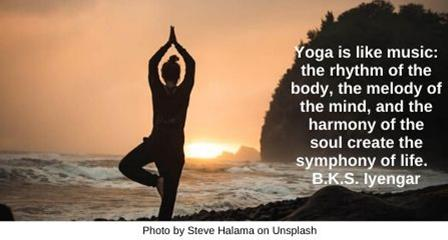 Yoga is like music:
the rhythm of the
body, the melody of
the mind, and the
harmony of the
soul create the
symphony of life.
B.K.S. Iyengar
Photo by Steve Halama on Unsplash